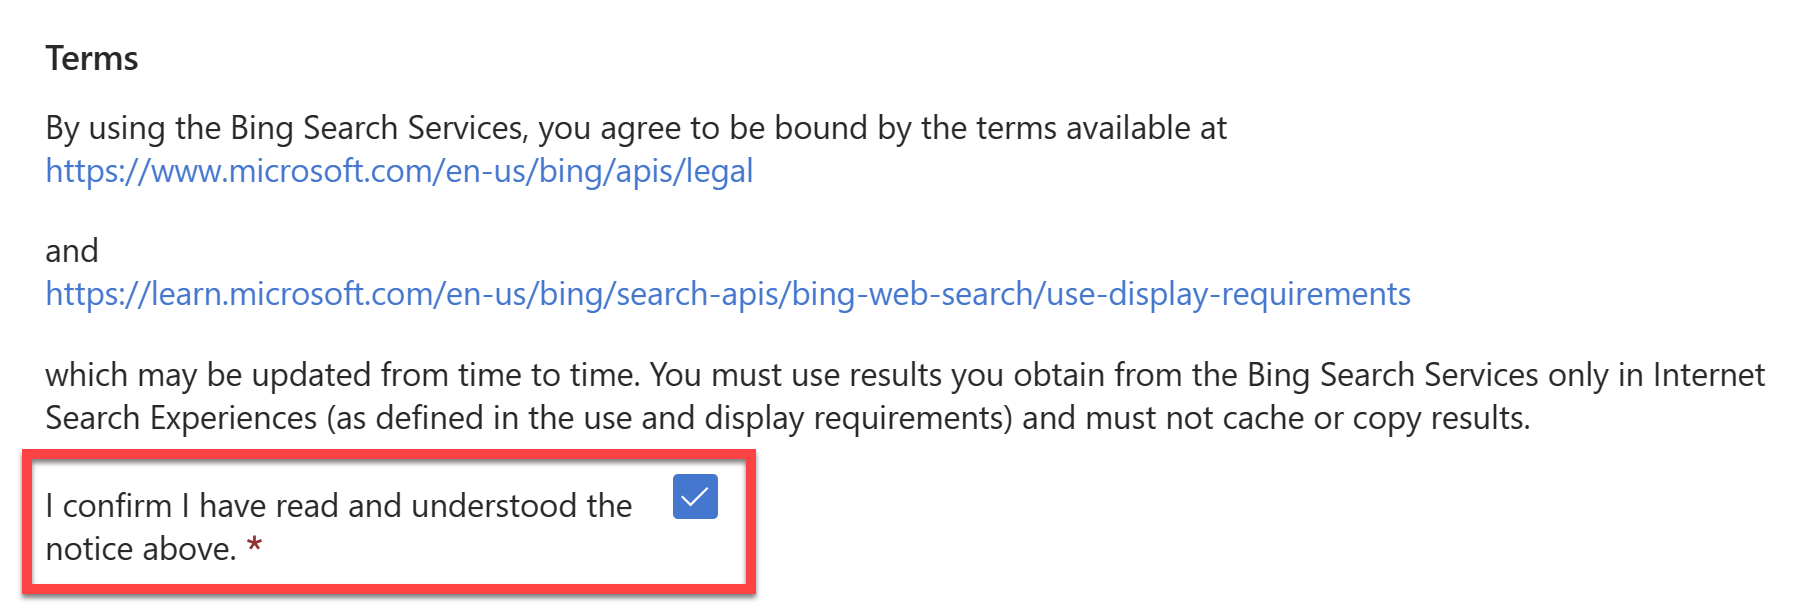 Terms
By using the Bing Search Services, you agree to be bound by the terms available at
https://www.microsoft.com/en-us/bing/apis/legal
and
https://learn.microsoft.com/en-us/bing/search-apis/bing-web-search/use-display-requirements
which may be updated from time to time. You must use results you obtain from the Bing Search Services only in Internet
Search Experiences (as defined in the use and display requirements) and must not cache or copy results.
I confirm I have read and understood the
notice above. *